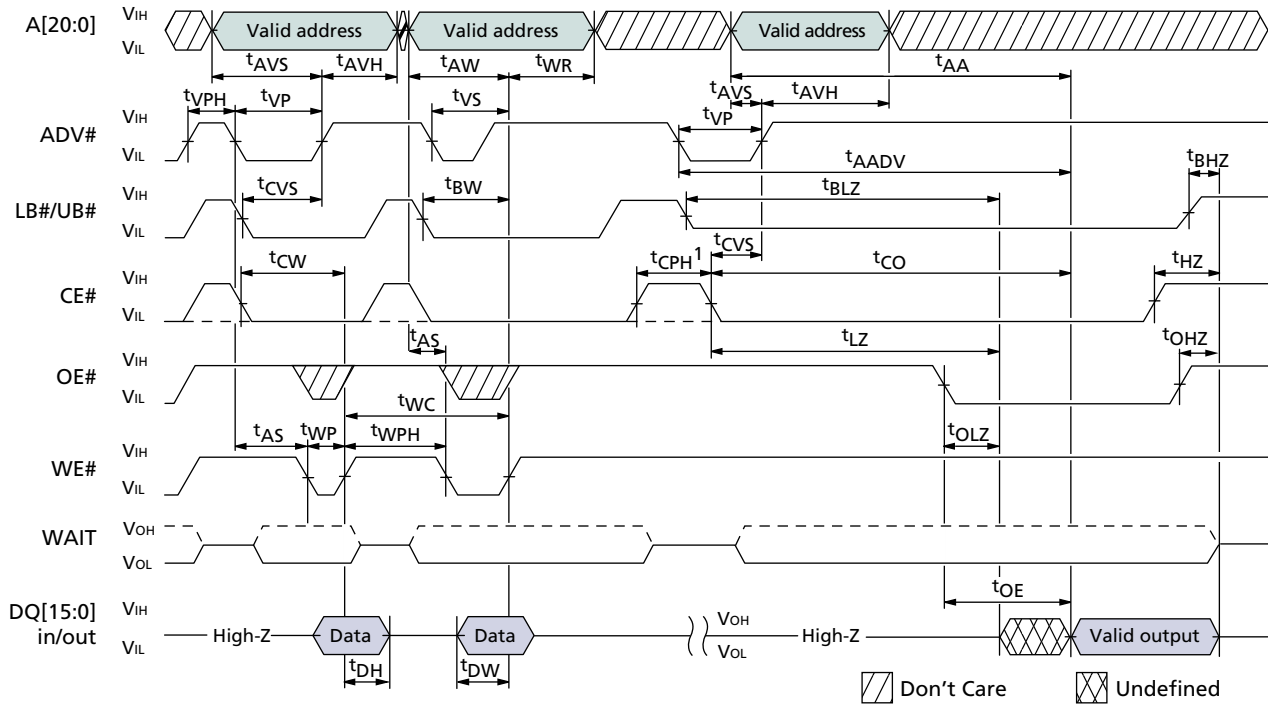 A[20:0]
VIH
VIL
Valid address
Valid address
Valid address
tAVS
tAVH
tAW
tWR
tAA
tVPH
tVP
tVS
tAVS
tAVH
tVP
ADV#
VIH
VIL
tAADV
tBHZ
tCVS
tBW
tBLZ
LB#/UB#
VIH
VIL
tCVS
tCW
tCPH1
tCO
tHZ
CE#
VIH
VIL
tAS
tLZ
tOHZ
OE#
VIH
VIL
tWC
tAS
tWP
tWPH
tOLZ
WE#
VIH
VIL
WAIT
VOH
VOL
tOE
DQ[15:0]
in/out
VIH
VIL
High-Z
Data
Data
VOH
VOL
High-Z
Valid output
tDH
tDW
Don't Care
Undefined